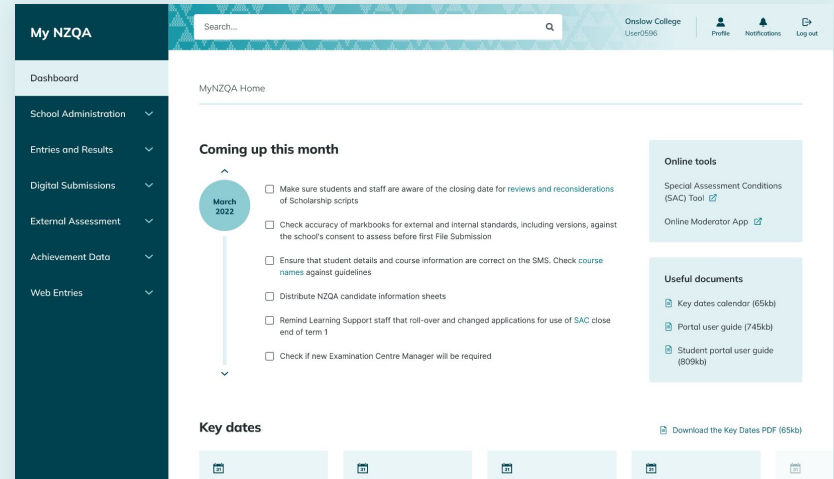 My NZQA
Search...
Onslow College
User0596
Profile
Notifications
Log out
Dashboard
School Administration
Entries and Results
Digital Submissions
External Assessment
Achievement Data
Web Entries
MyNZQA Home
Coming up this month
March
2022
Make sure students and staff are aware of the closing date for reviews and reconsiderations
of Scholarship scripts
Check accuracy of markbooks for external and internal standards, including versions, against
the school's consent to assess before first File Submission
Ensure that student details and course information are correct on the SMS. Check course
names against guidelines
Distribute NZQA candidate information sheets
Remind Learning Support staff that roll-over and changed applications for use of SAC close
end of term 1
Check if new Examination Centre Manager will be required
Online tools
Special Assessment Conditions
(SAC) Tool
Online Moderator App
Useful documents
Key dates calendar (65kb)
Portal user guide (745kb)
Student portal user guide
(809kb)
Key dates
Download the Key Dates PDF (65kb)
31
31
31
31
31